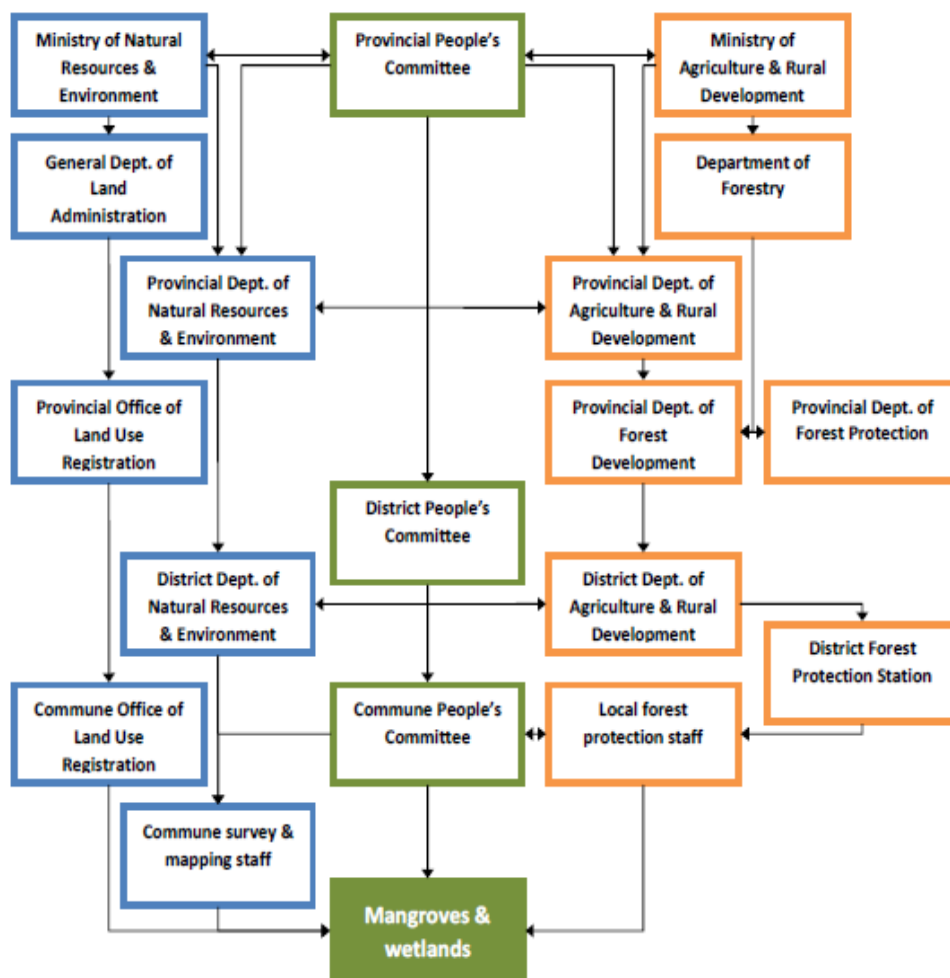 Ministry of Natural
Resources &
Environment
Provincial People's
Committee
Ministry of
Agriculture & Rural
Development
General Dept. of
Land
Administration
Department of
Forestry
Provincial Dept. of
Natural Resources
& Environment
Provincial Dept. of
Agriculture & Rural
Development
Provincial Office of
Land Use
Registration
Provincial Dept. of
Forest
Development
Provincial Dept. of
Forest Protection
District People's
Committee
District Dept. of
Natural Resources
& Environment
District Dept. of
Agriculture & Rural
Development
District Forest
Protection Station
Commune Office of
Land Use
Registration
Commune People's
Committee
Local forest
protection staff
Commune survey &
mapping staff
Mangroves &
wetlands